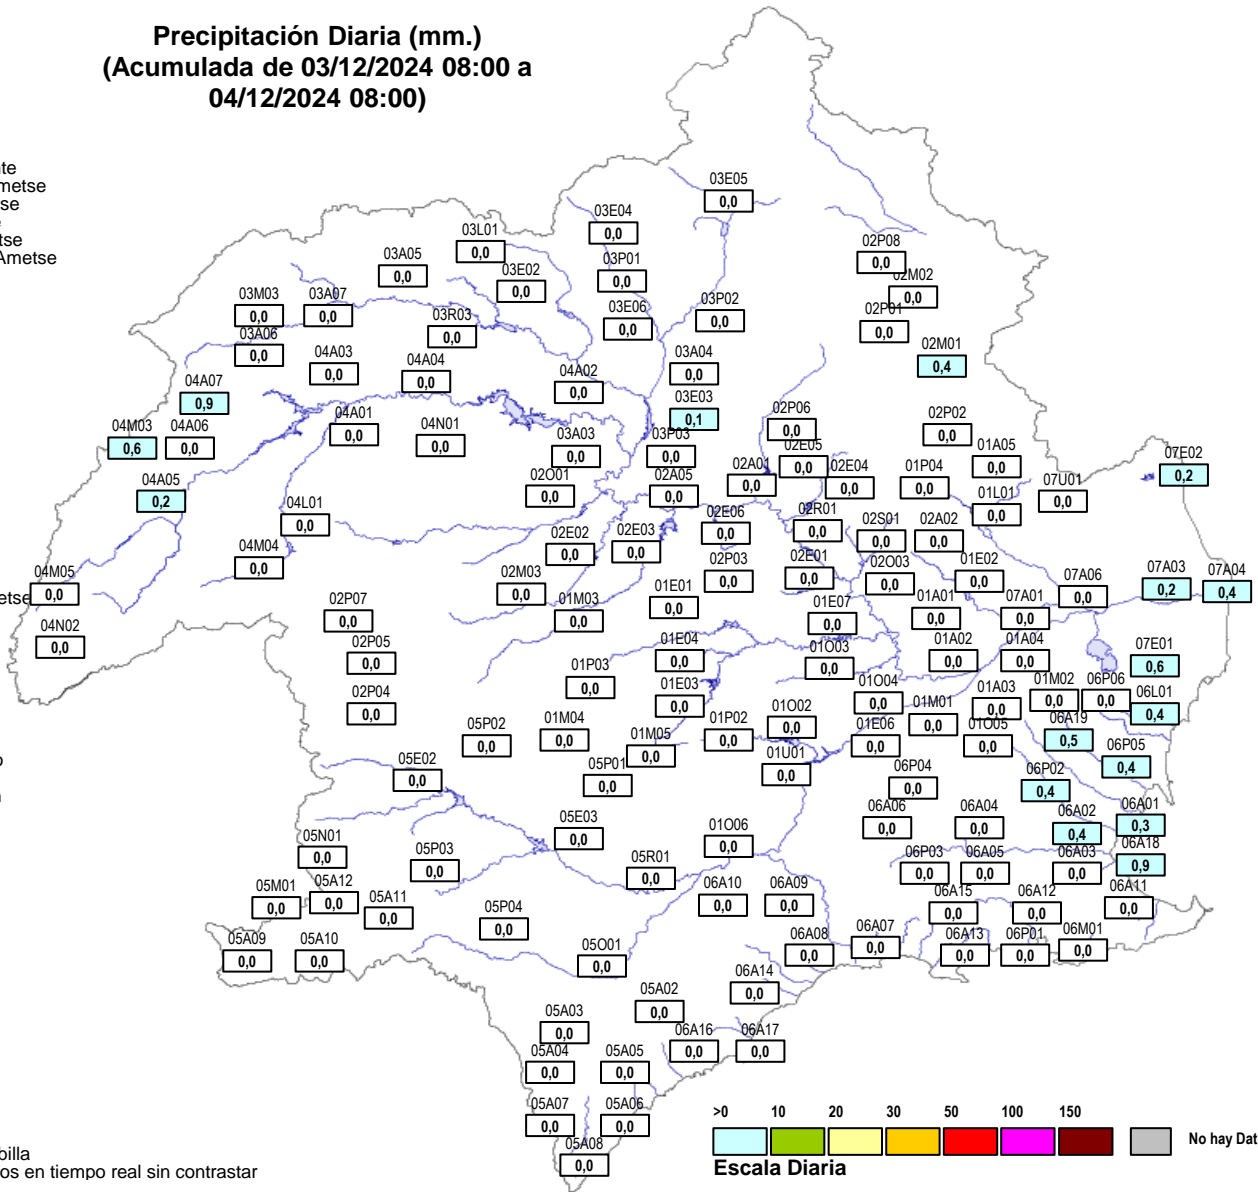 Precipitación Diaria (mm.)
(Acumulada de 03/12/2024 08:00 a
04/12/2024 08:00)
nte
metse
tse
e
tse
Ametse
03E05
0,0
03E04
0,0
03L01
0,0
03A05
0,0
03P01
0,0
03E02
0,0
02P08
0,0
02M02
0,0
03M03
0,0
03A07
0,0
03R03
0,0
03E06
0,0
03P02
0,0
02P01
0,0
03A06
0,0
04A03
0,0
04A04
0,0
04A02
0,0
03A04
0,0
02M01
0,4
04A07
0,9
03E03
0,1
04M03
0,6
04A06
0,0
04A01
0,0
04N01
0,0
03A03
0,0
03P03
0,0
02P06
0,0
02P02
0,0
02E05
0,0
01A05
0,0
07E02
0,2
04A05
0,2
02O01
0,0
02A05
0,0
02A01
0,0
02E04
0,0
01P04
0,0
07U01
0,0
01L01
0,0
04L01
0,0
02E06
0,0
02R01
0,0
02S01
0,0
02A02
0,0
02E02
0,0
02E03
0,0
04M04
0,0
04M05
0,0
02M03
0,0
02P03
0,0
02E01
0,0
02O03
0,0
01E02
0,0
07A06
0,0
07A03
0,2
07A04
0,4
etse
01M03
0,0
01E01
0,0
01E07
0,0
01A01
0,0
07A01
0,0
02P07
0,0
04N02
0,0
02P05
0,0
01E04
0,0
01O03
0,0
01A02
0,0
01A04
0,0
07E01
0,6
01P03
0,0
02P04
0,0
01E03
0,0
01O04
0,0
01A03
0,0
01M02
0,0
06P06
0,0
06L01
0,4
01M01
0,0
05P02
0,0
01M04
0,0
01P02
0,0
01O02
0,0
01E06
0,0
01O05
0,0
06A19
0,5
01M05
0,0
o
05E02
0,0
05P01
0,0
01U01
0,0
06P04
0,0
06P02
0,4
06P05
0,4
05E03
0,0
01O06
0,0
06A06
0,0
06A04
0,0
06A02
0,4
06A01
0,3
05N01
0,0
05P03
0,0
05R01
0,0
06P03
0,0
06A05
0,0
06A03
0,0
06A18
0,9
05M01
0,0
05A12
0,0
05A11
0,0
06A10
0,0
06A09
0,0
06A15
0,0
06A12
0,0
06A11
0,0
05P04
0,0
05A09
0,0
05A10
0,0
05O01
0,0
06A08
0,0
06A07
0,0
06A13
0,0
06P01
0,0
06M01
0,0
06A14
0,0
05A02
0,0
05A03
0,0
06A16
0,0
06A17
0,0
05A04
0,0
05A05
0,0
05A07
0,0
05A06
0,0
05A08
0,0
>0 10 20 30 50 100 150
No hay Dat
Escala Diaria
billa
os en tiempo real sin contrastar